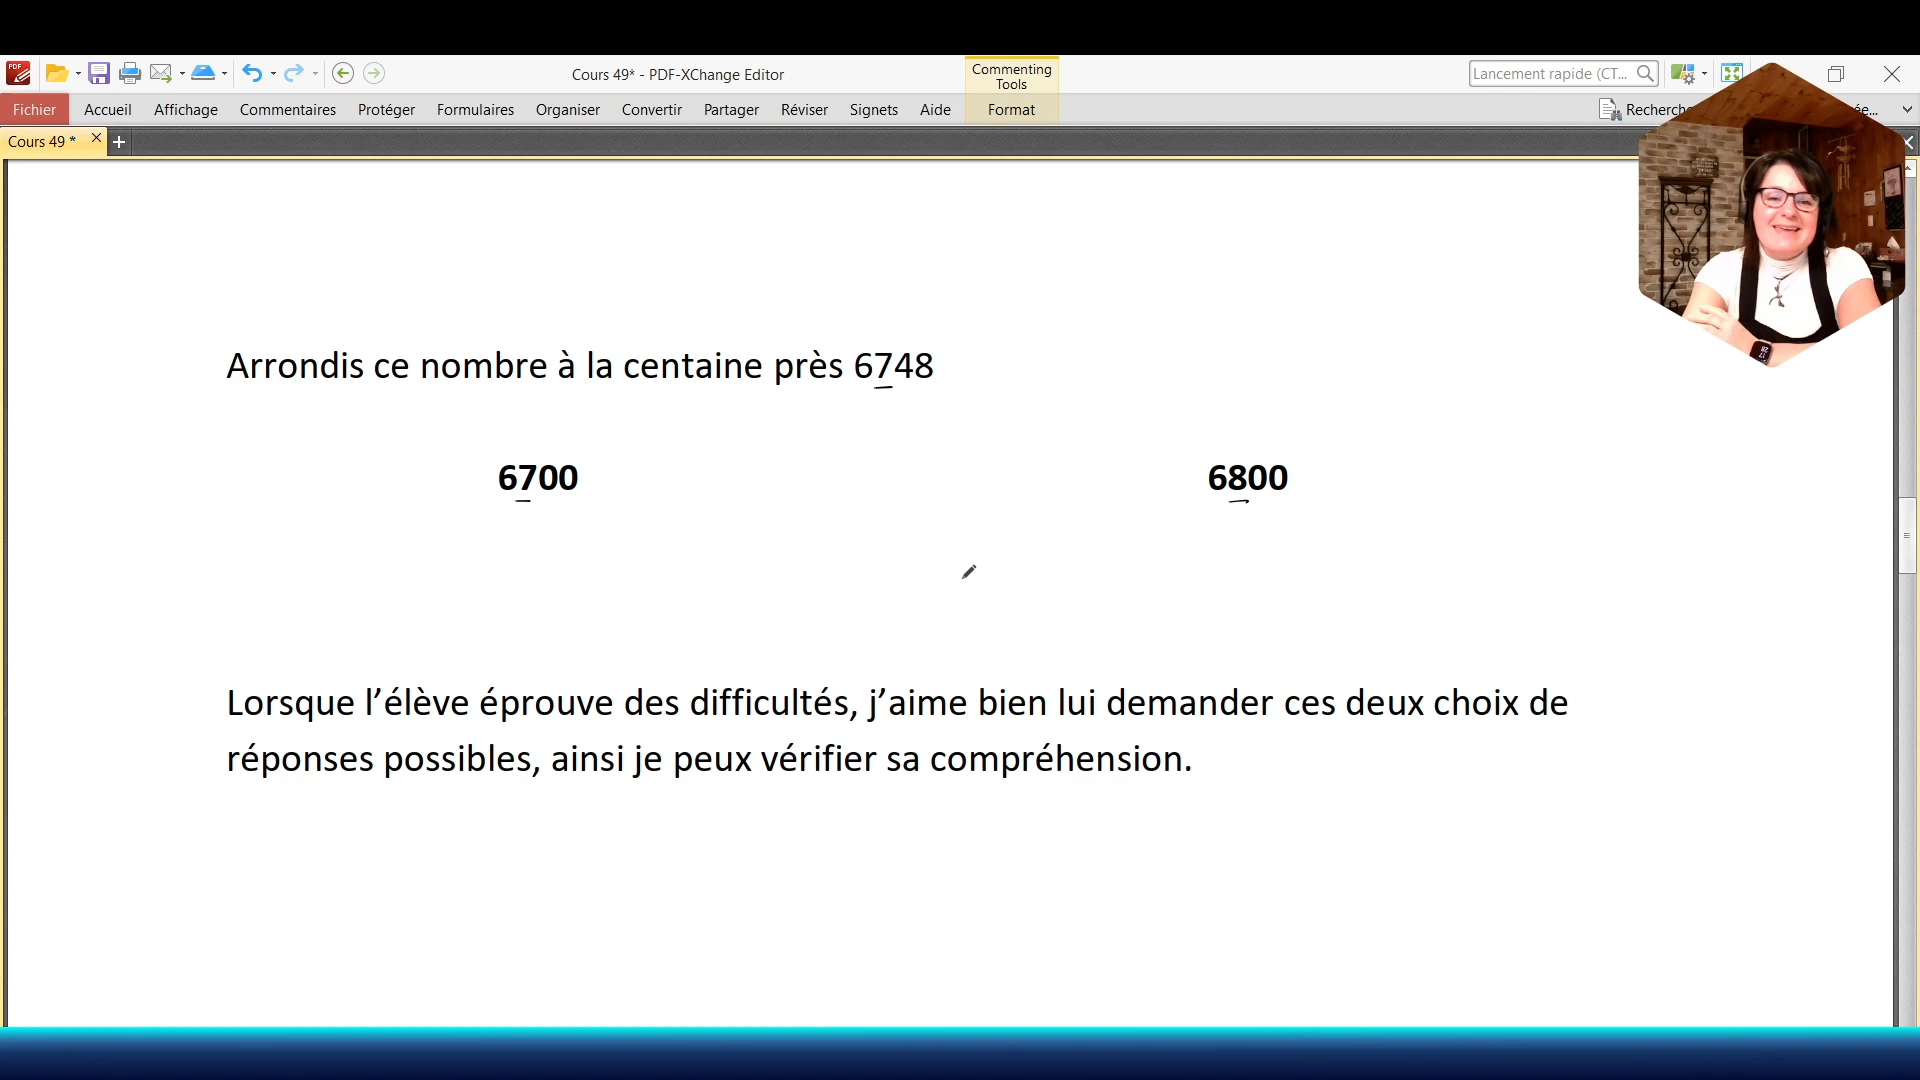 Cours 49* - PDF-XChange Editor
Commenting
Tools
Lancement rapide (CT...
Fichier Accueil Affichage Commentaires Protéger Formulaires Organiser Convertir Partager Réviser Signets Aide Format
Cours 49 *
Arrondis ce nombre à la centaine près 6748
6700 6800
Lorsque l’élève éprouve des difficultés, j’aime bien lui demander ces deux choix de
réponses possibles, ainsi je peux vérifier sa compréhension.